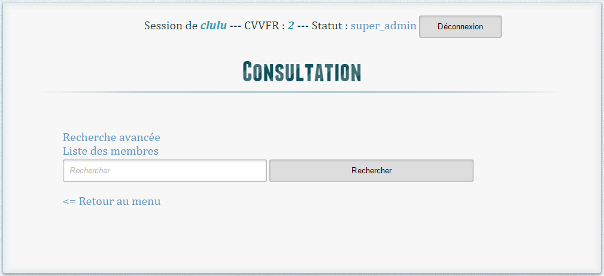 Session de clulu --- CVVFR : 2 --- Statut : super_admin Déconnexion
Consultation
Recherche avancée
Liste des membres
Rechercher Rechercher
<= Retour au menu